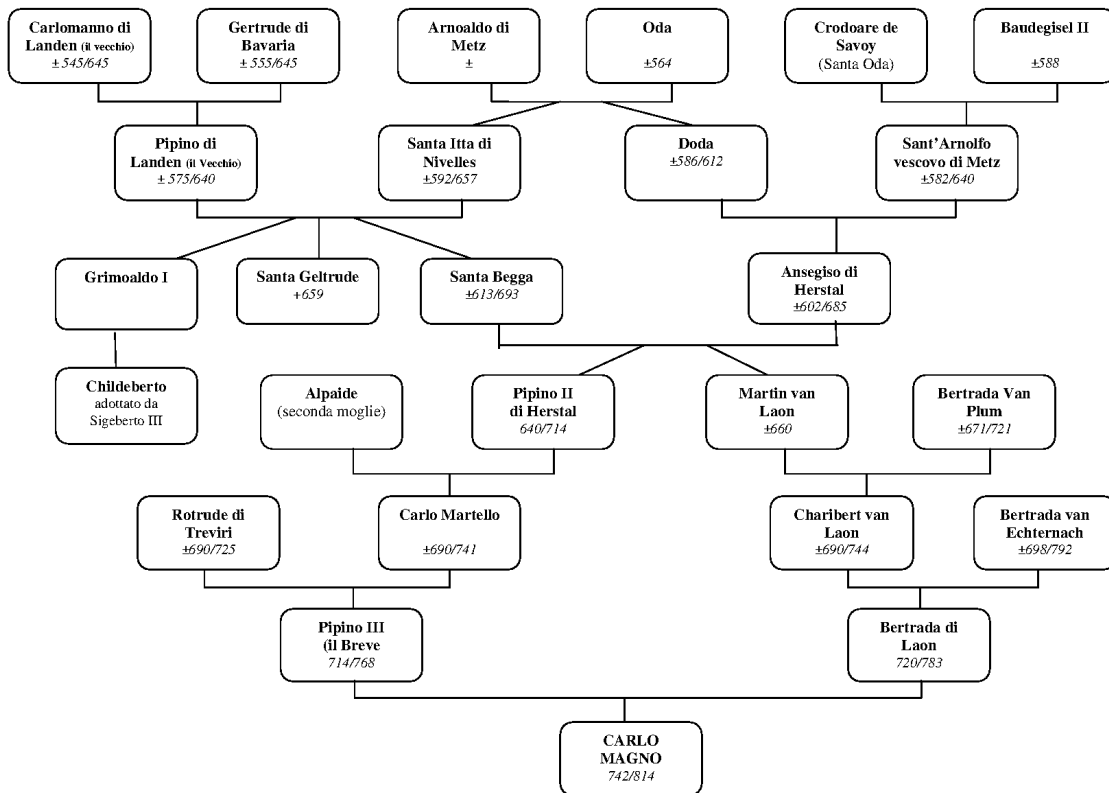 Carlomanno di
Landen (il vecchio)
± 545/645
Gertrude di
Bavaria
± 555/645
Arnoaldo di
Metz
±
Oda
±564
Crodoare de
Savoy
(Santa Oda)
Baudegisel II
±588
Pipino di
Landen (il Vecchio)
± 575/640
Santa Itta di
Nivelles
±592/657
Doda
±586/612
Sant’Arnolfo
vescovo di Metz
±582/640
Grimoaldo I
Santa Geltrude
+659
Santa Begga
±613/693
Ansegiso di
Herstal
±602/685
Childeberto
adottato da
Sigeberto III
Alpaide
(seconda moglie)
Pipino II
di Herstal
640/714
Martin van
Laon
±660
Bertrada Van
Plum
±671/721
Rotrude di
Treviri
±690/725
Carlo Martello
±690/741
Charibert van
Laon
±690/744
Bertrada van
Echternach
±698/792
Pipino III
(il Breve
714/768
Bertrada di
Laon
720/783
CARLO
MAGNO
742/814